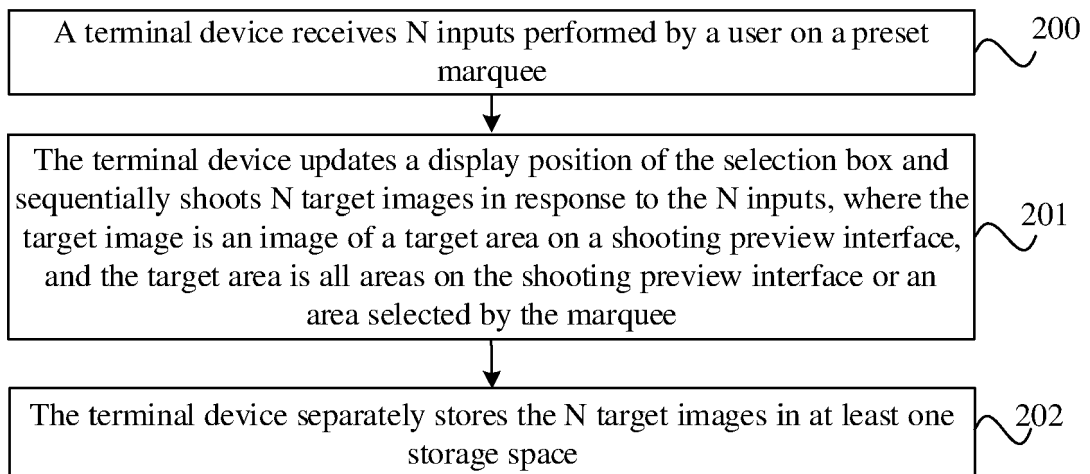 A terminal device receives N inputs performed by a user on a preset
marquee
200
The terminal device updates a display position of the selection box and
sequentially shoots N target images in response to the N inputs, where the
target image is an image of a target area on a shooting preview interface,
and the target area is all areas on the shooting preview interface or an
area selected by the marquee
201
The terminal device separately stores the N target images in at least one
storage space
202